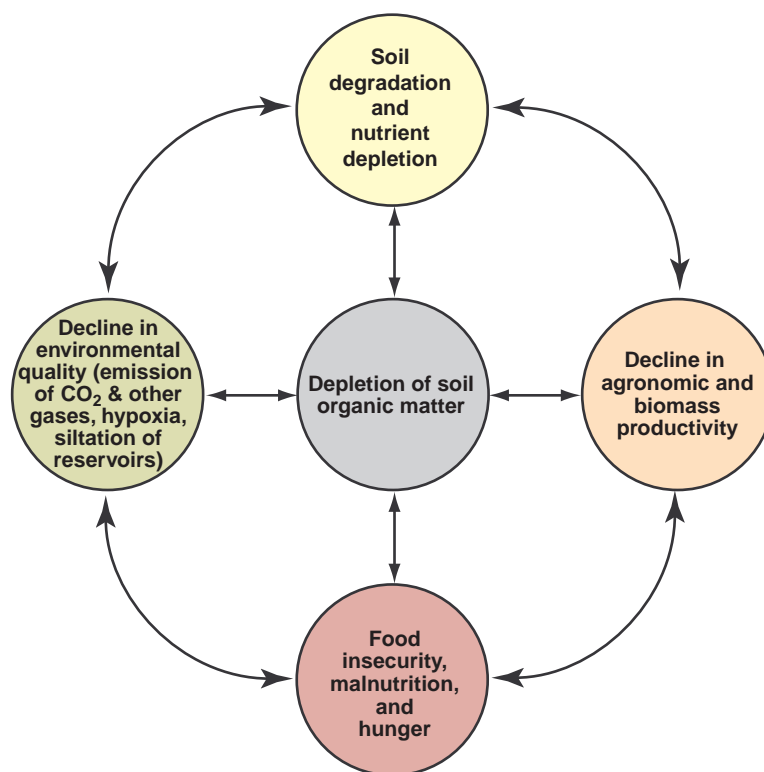 Soil
degradation
and
nutrient
depletion
Decline in
environmental
quality (emission
of CO₂ & other
gases, hypoxia,
siltation of
reservoirs)
Depletion of soil
organic matter
Decline in
agronomic and
biomass
productivity
Food
insecurity,
malnutrition,
and
hunger